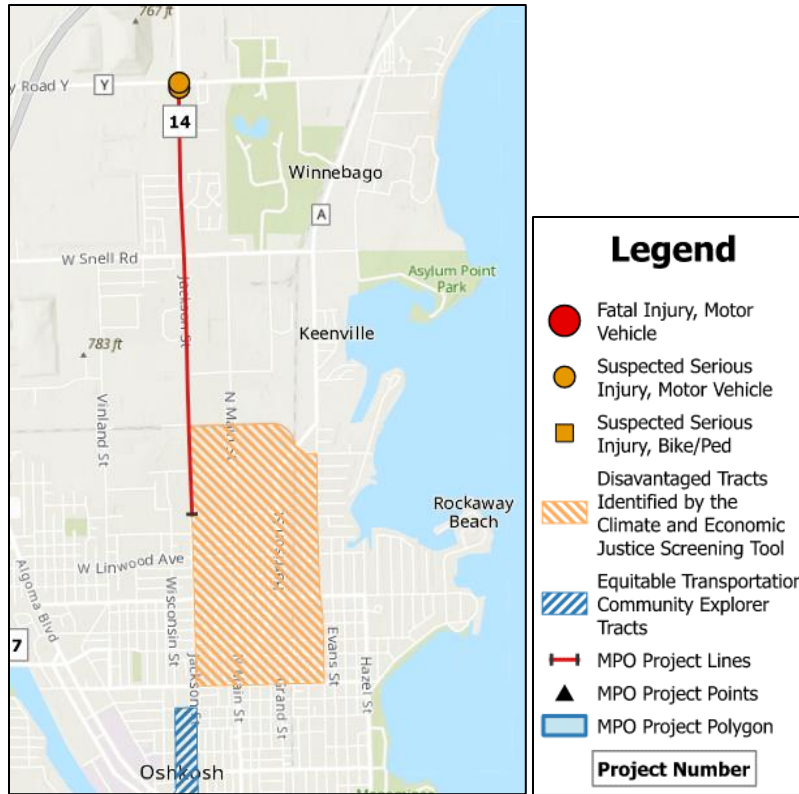 767 ft
y Road Y
Y
14
Winnebago
A
W Snell Rd
Asylum Point
Park
Jackson St
Keenville
783 ft
Vinland St
N Main St
Rockaway
Beach
W Linwood Ave
Algoma Blvd
Wisconsin St
7
Evans St
Jackson St
N Main St
Grand St
Hazel St
Oshkosh
Legend
Fatal Injury, Motor
Vehicle
Suspected Serious
Injury, Motor Vehicle
Suspected Serious
Injury, Bike/Ped
Disavantaged Tracts
Identified by the
Climate and Economic
Justice Screening Tool
Equitable Transportation
Community Explorer
Tracts
MPO Project Lines
MPO Project Points
MPO Project Polygon
Project Number